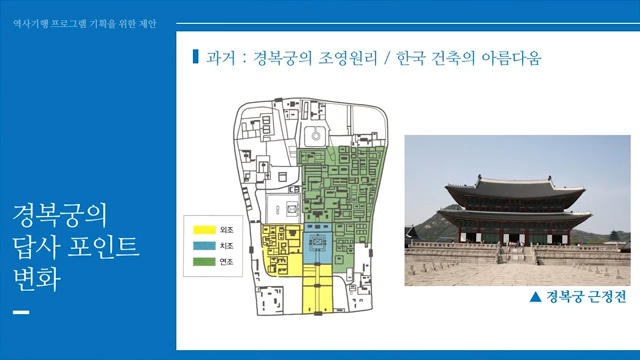 역사기행 프로그램 기획을 위한 제안
과거 : 경복궁의 조영원리 / 한국 건축의 아름다움
경복궁의
답사 포인트
변화
외조
치조
연조
▲ 경복궁 근정전